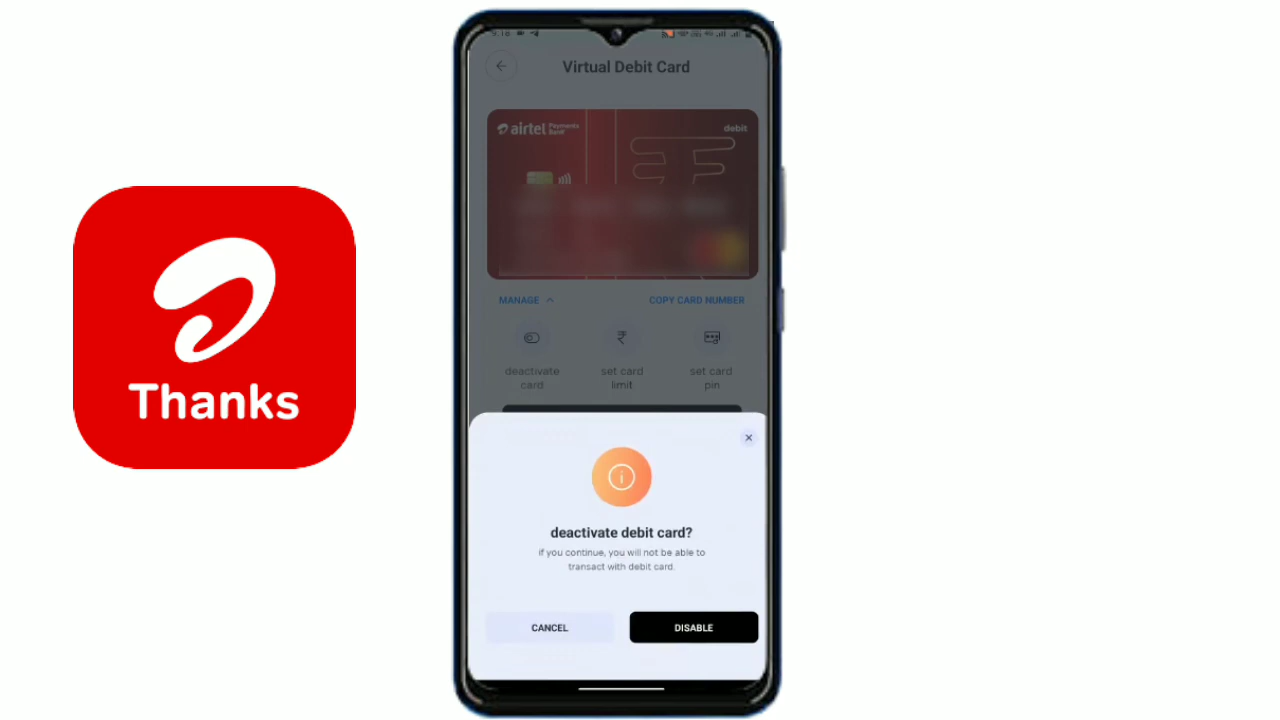 Thanks
9:16
Virtual Debit Card
airtel Payments Bank
debit
MANAGE
COPY CARD NUMBER
deactivate card
set card limit
set card pin
deactivate debit card?
if you continue, you will not be able to
transact with debit card.
CANCEL
DISABLE